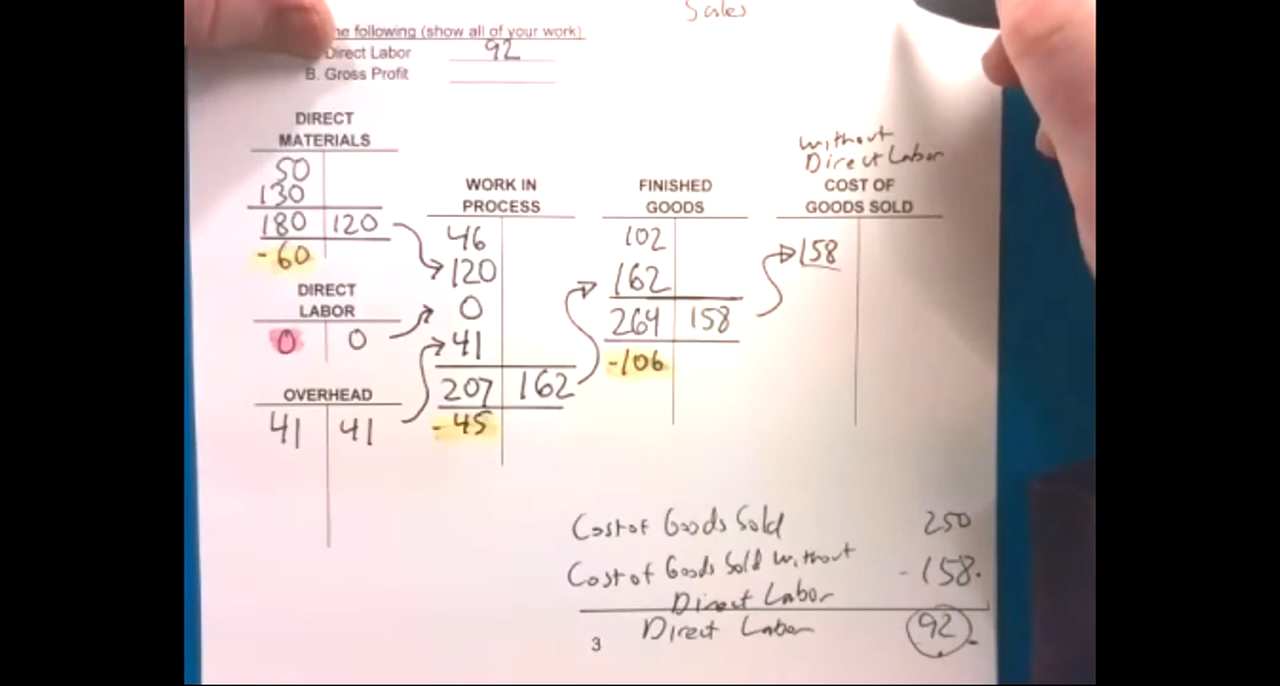 Sales
he following (show all of your work)
Direct Labor 92
B. Gross Profit
DIRECT
MATERIALS
50
130
180 120
-60
DIRECT
LABOR
0 0
OVERHEAD
41 41
WORK IN
PROCESS
46
120
0
41
207 162
-45
FINISHED
GOODS
102
162
264 158
-106
without
Direct Labor
COST OF
GOODS SOLD
158
Cost of Goods Sold 250
Cost of Goods Sold without -158.
Direct Labor
Direct Labor 92
3